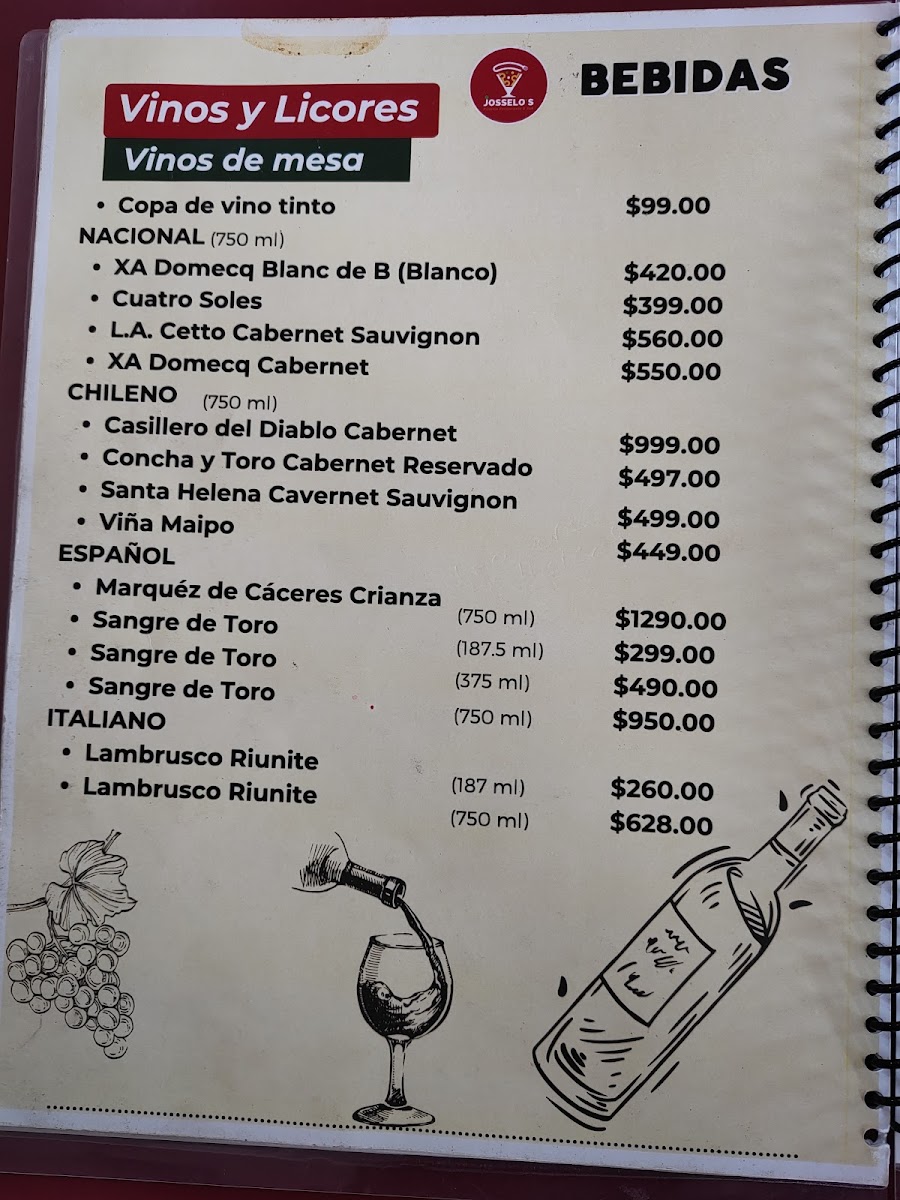 JOSSELO'S
BEBIDAS
Vinos y Licores
Vinos de mesa
• Copa de vino tinto $99.00
NACIONAL (750 ml)
• XA Domecq Blanc de B (Blanco) $420.00
• Cuatro Soles $399.00
• L.A. Cetto Cabernet Sauvignon $560.00
• XA Domecq Cabernet $550.00
CHILENO (750 ml)
• Casillero del Diablo Cabernet $999.00
• Concha y Toro Cabernet Reservado $497.00
• Santa Helena Cavernet Sauvignon $499.00
• Viña Maipo $449.00
ESPAÑOL
• Marquéz de Cáceres Crianza (750 ml) $1290.00
• Sangre de Toro (187.5 ml) $299.00
• Sangre de Toro (375 ml) $490.00
• Sangre de Toro (750 ml) $950.00
ITALIANO
• Lambrusco Riunite (187 ml) $260.00
• Lambrusco Riunite (750 ml) $628.00